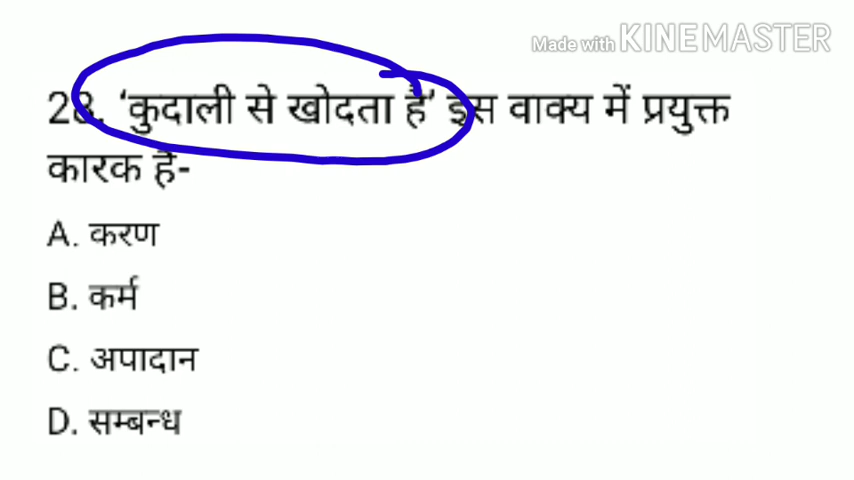 Made with KINEMASTER
28. ‘कुदाली से खोदता है’ इस वाक्य में प्रयुक्त
कारक है-
A. करण
B. कर्म
C. अपादान
D. सम्बन्ध